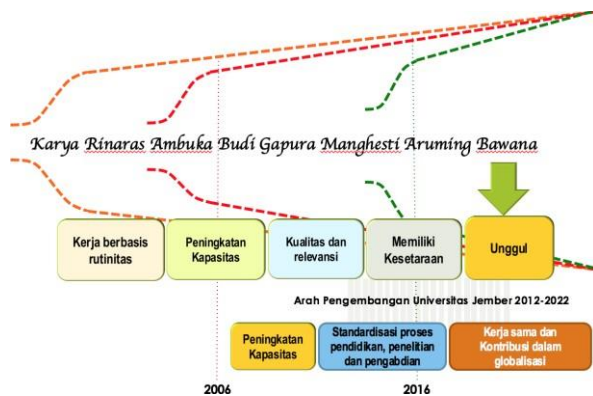 Karya Rinaras Ambuka Budi Gapura Manghesti Aruming Bawana
Kerja berbasis
rutinitas
Peningkatan
Kapasitas
Kualitas dan
relevansi
Memiliki
Kesetaraan
Unggul
Arah Pengembangan Universitas Jember 2012-2022
Peningkatan
Kapasitas
Standardisasi proses
pendidikan, penelitian
dan pengabdian
Kerja sama dan
Kontribusi dalam
globalisasi
2006
2016